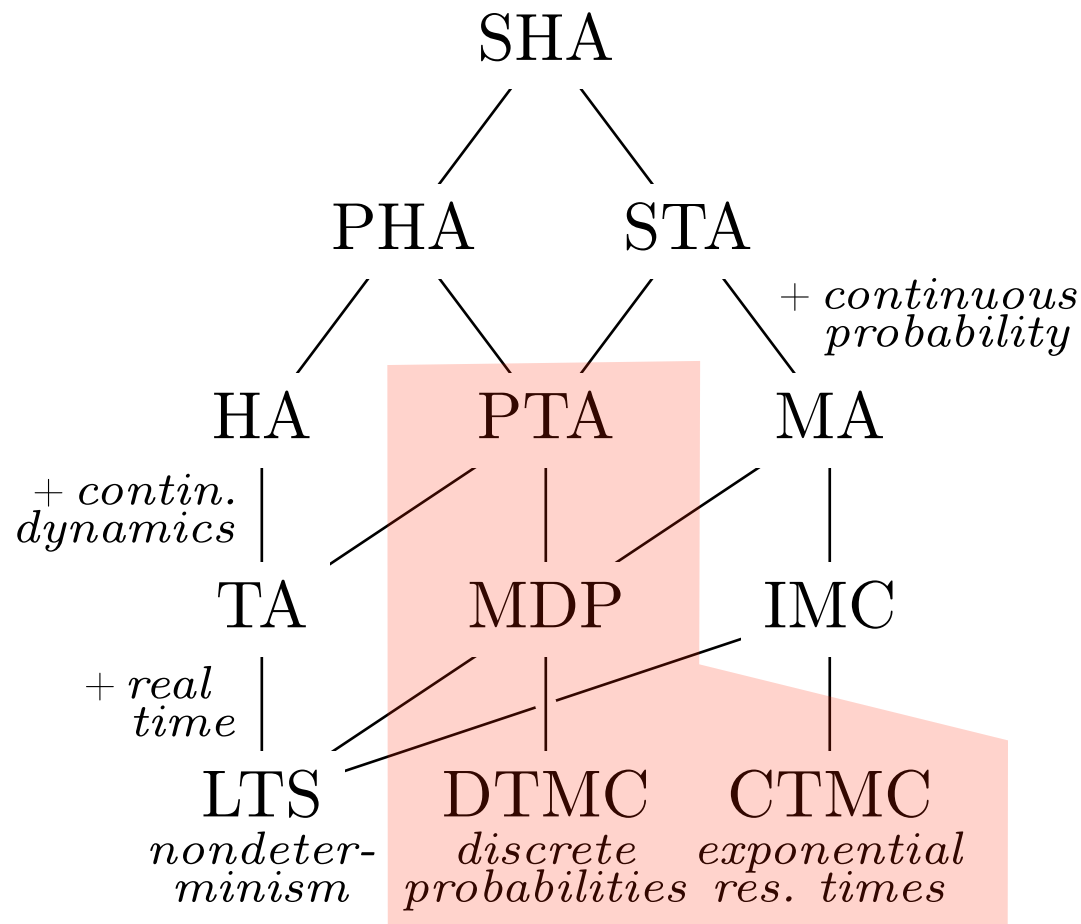 SHA
PHA STA
+ continuous
probability
HA PTA MA
+ contin.
dynamics
TA MDP IMC
+ real
time
LTS DTMC CTMC
nondeter- discrete exponential
minism probabilities res. times